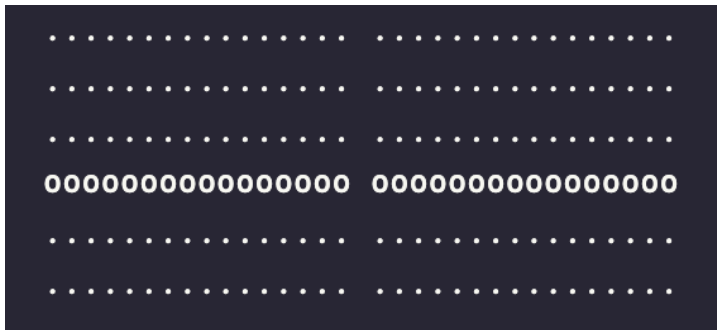 . . . . . . . . . . . . . . . .  . . . . . . . . . . . . . . . .
. . . . . . . . . . . . . . . .  . . . . . . . . . . . . . . . .
. . . . . . . . . . . . . . . .  . . . . . . . . . . . . . . . .
oooooooooooooooo oooooooooooooooo
. . . . . . . . . . . . . . . .  . . . . . . . . . . . . . . . .
. . . . . . . . . . . . . . . .  . . . . . . . . . . . . . . . .